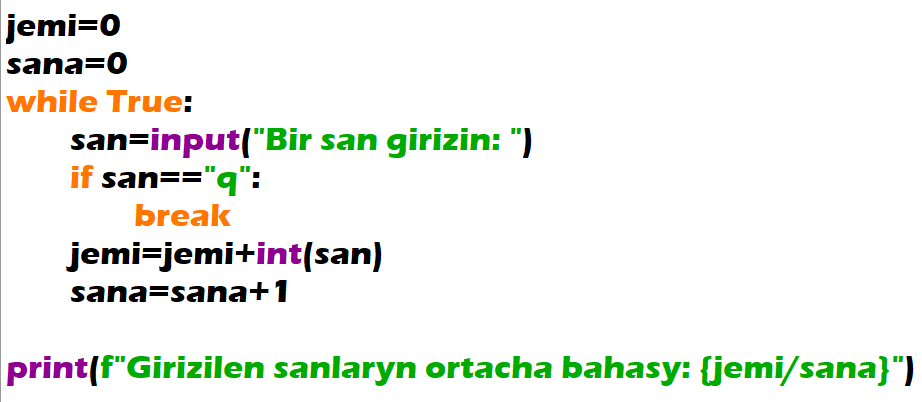 jemi=0
sana=0
while True:
san=input("Bir san girizin: ")
if san=="q":
break
jemi=jemi+int(san)
sana=sana+1
print(f"Girizilen sanlaryn ortacha bahasy: {jemi/sana}")